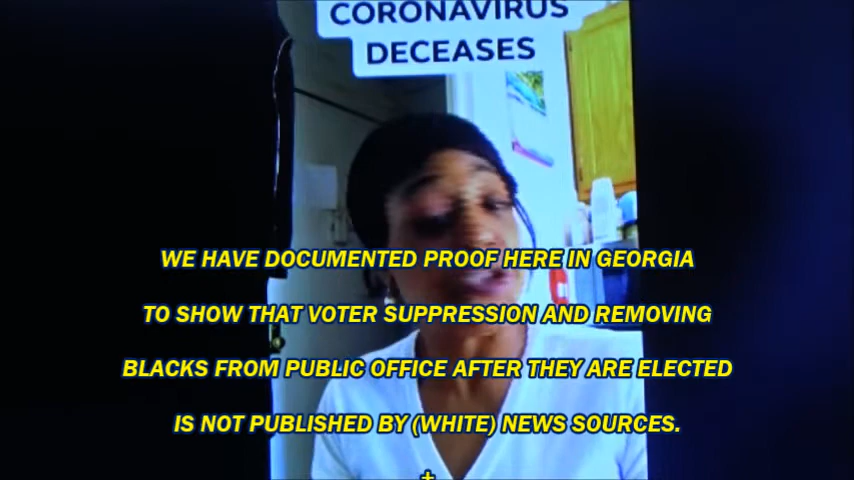 CORONAVIRUS
DECEASES
WE HAVE DOCUMENTED PROOF HERE IN GEORGIA
TO SHOW THAT VOTER SUPPRESSION AND REMOVING
BLACKS FROM PUBLIC OFFICE AFTER THEY ARE ELECTED
IS NOT PUBLISHED BY (WHITE) NEWS SOURCES.